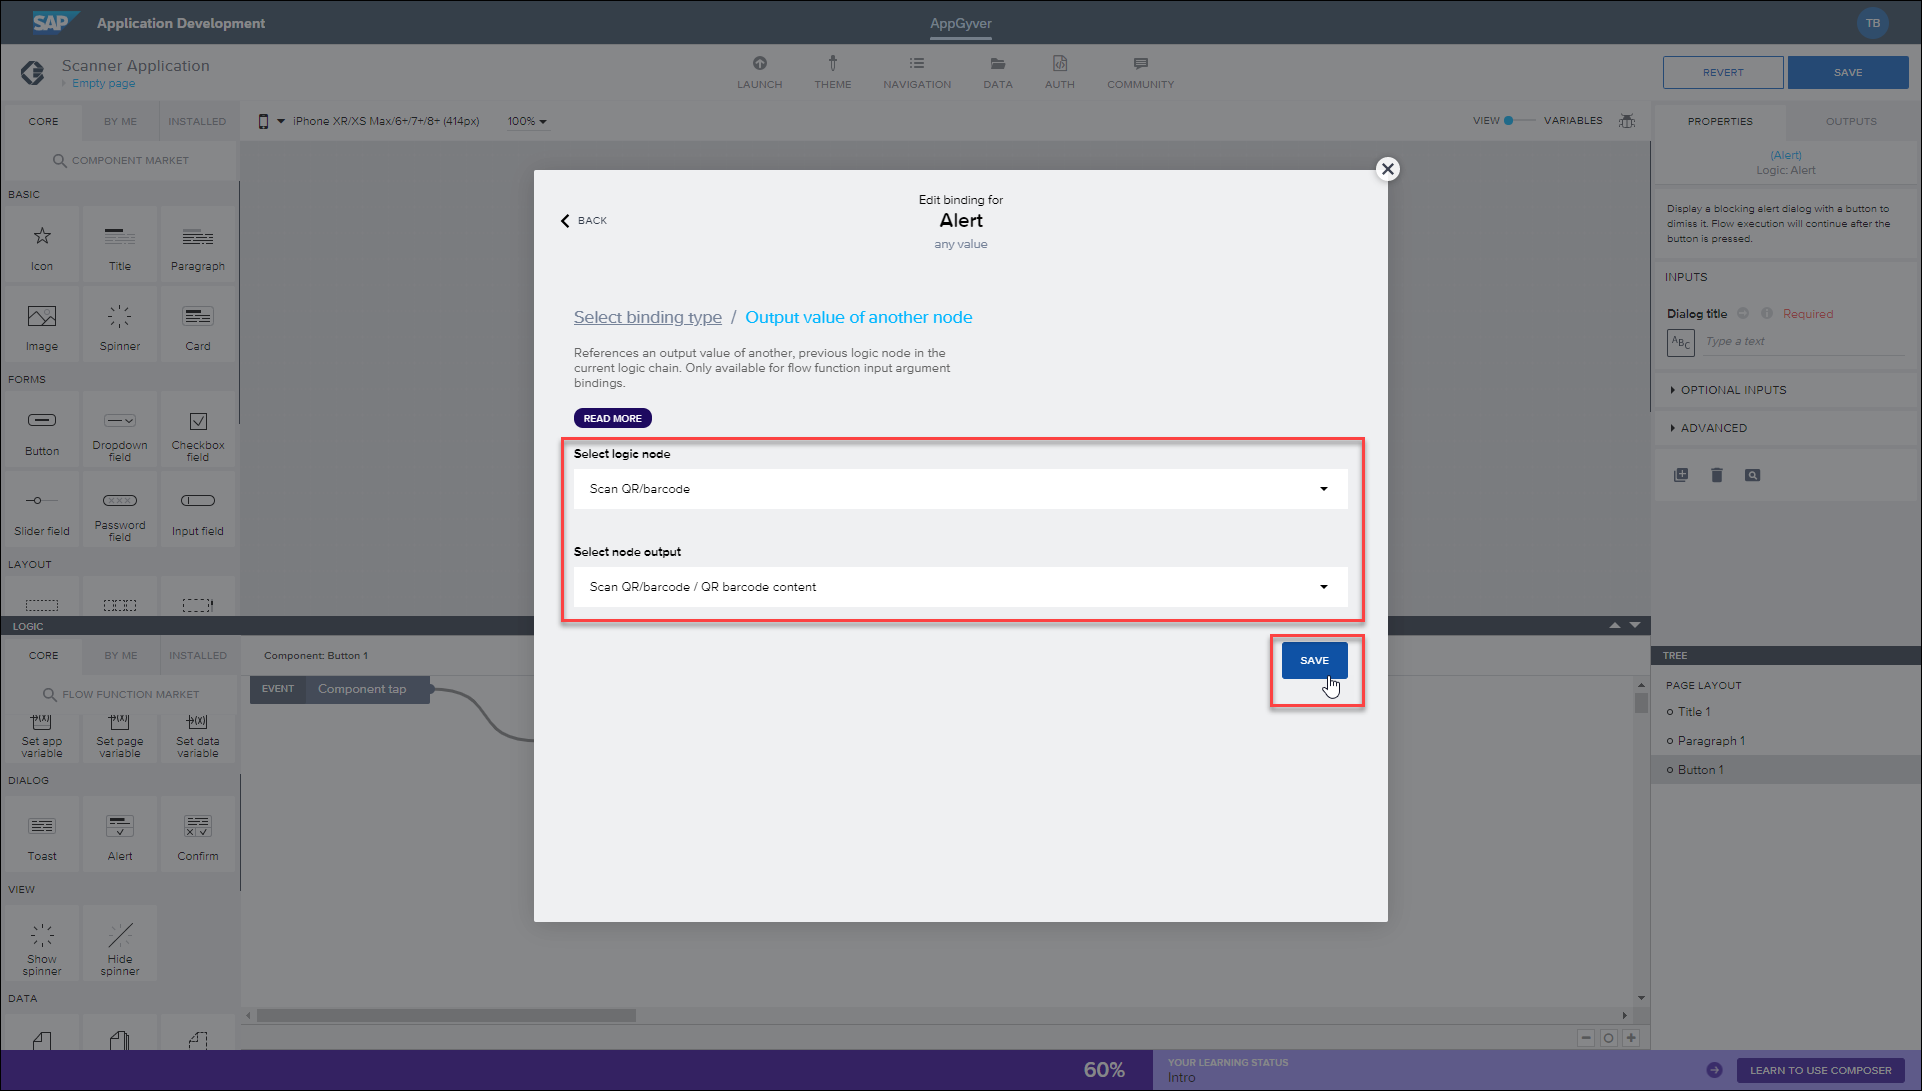 SAP Application Development
AppGyver
TB
Scanner Application
Empty page
LAUNCH
THEME
NAVIGATION
DATA
AUTH
COMMUNITY
REVERT
SAVE
CORE
BY ME
INSTALLED
iPhone XR/XS Max/6+/7+/8+ (414px)
100%
VIEW
VARIABLES
PROPERTIES
OUTPUTS
COMPONENT MARKET
BASIC
Icon
Title
Paragraph
Image
Spinner
Card
FORMS
Button
Dropdown
field
Checkbox
field
Slider field
Password
field
Input field
LAYOUT
Edit binding for
BACK
Alert
any value
Select binding type / Output value of another node
References an output value of another, previous logic node in the
current logic chain. Only available for flow function input argument
bindings.
READ MORE
Select logic node
Scan QR/barcode
Select node output
Scan QR/barcode / QR barcode content
SAVE
(Alert)
Logic: Alert
Display a blocking alert dialog with a button to
dimiss it. Flow execution will continue after the
button is pressed.
INPUTS
Dialog title
Required
ABC
Type a text
OPTIONAL INPUTS
ADVANCED
LOGIC
CORE
BY ME
INSTALLED
Component: Button 1
FLOW FUNCTION MARKET
EVENT
Component tap
Set app
variable
Set page
variable
Set data
variable
DIALOG
Toast
Alert
Confirm
VIEW
Show
spinner
Hide
spinner
DATA
TREE
PAGE LAYOUT
Title 1
Paragraph 1
Button 1
60%
YOUR LEARNING STATUS
Intro
LEARN TO USE COMPOSER